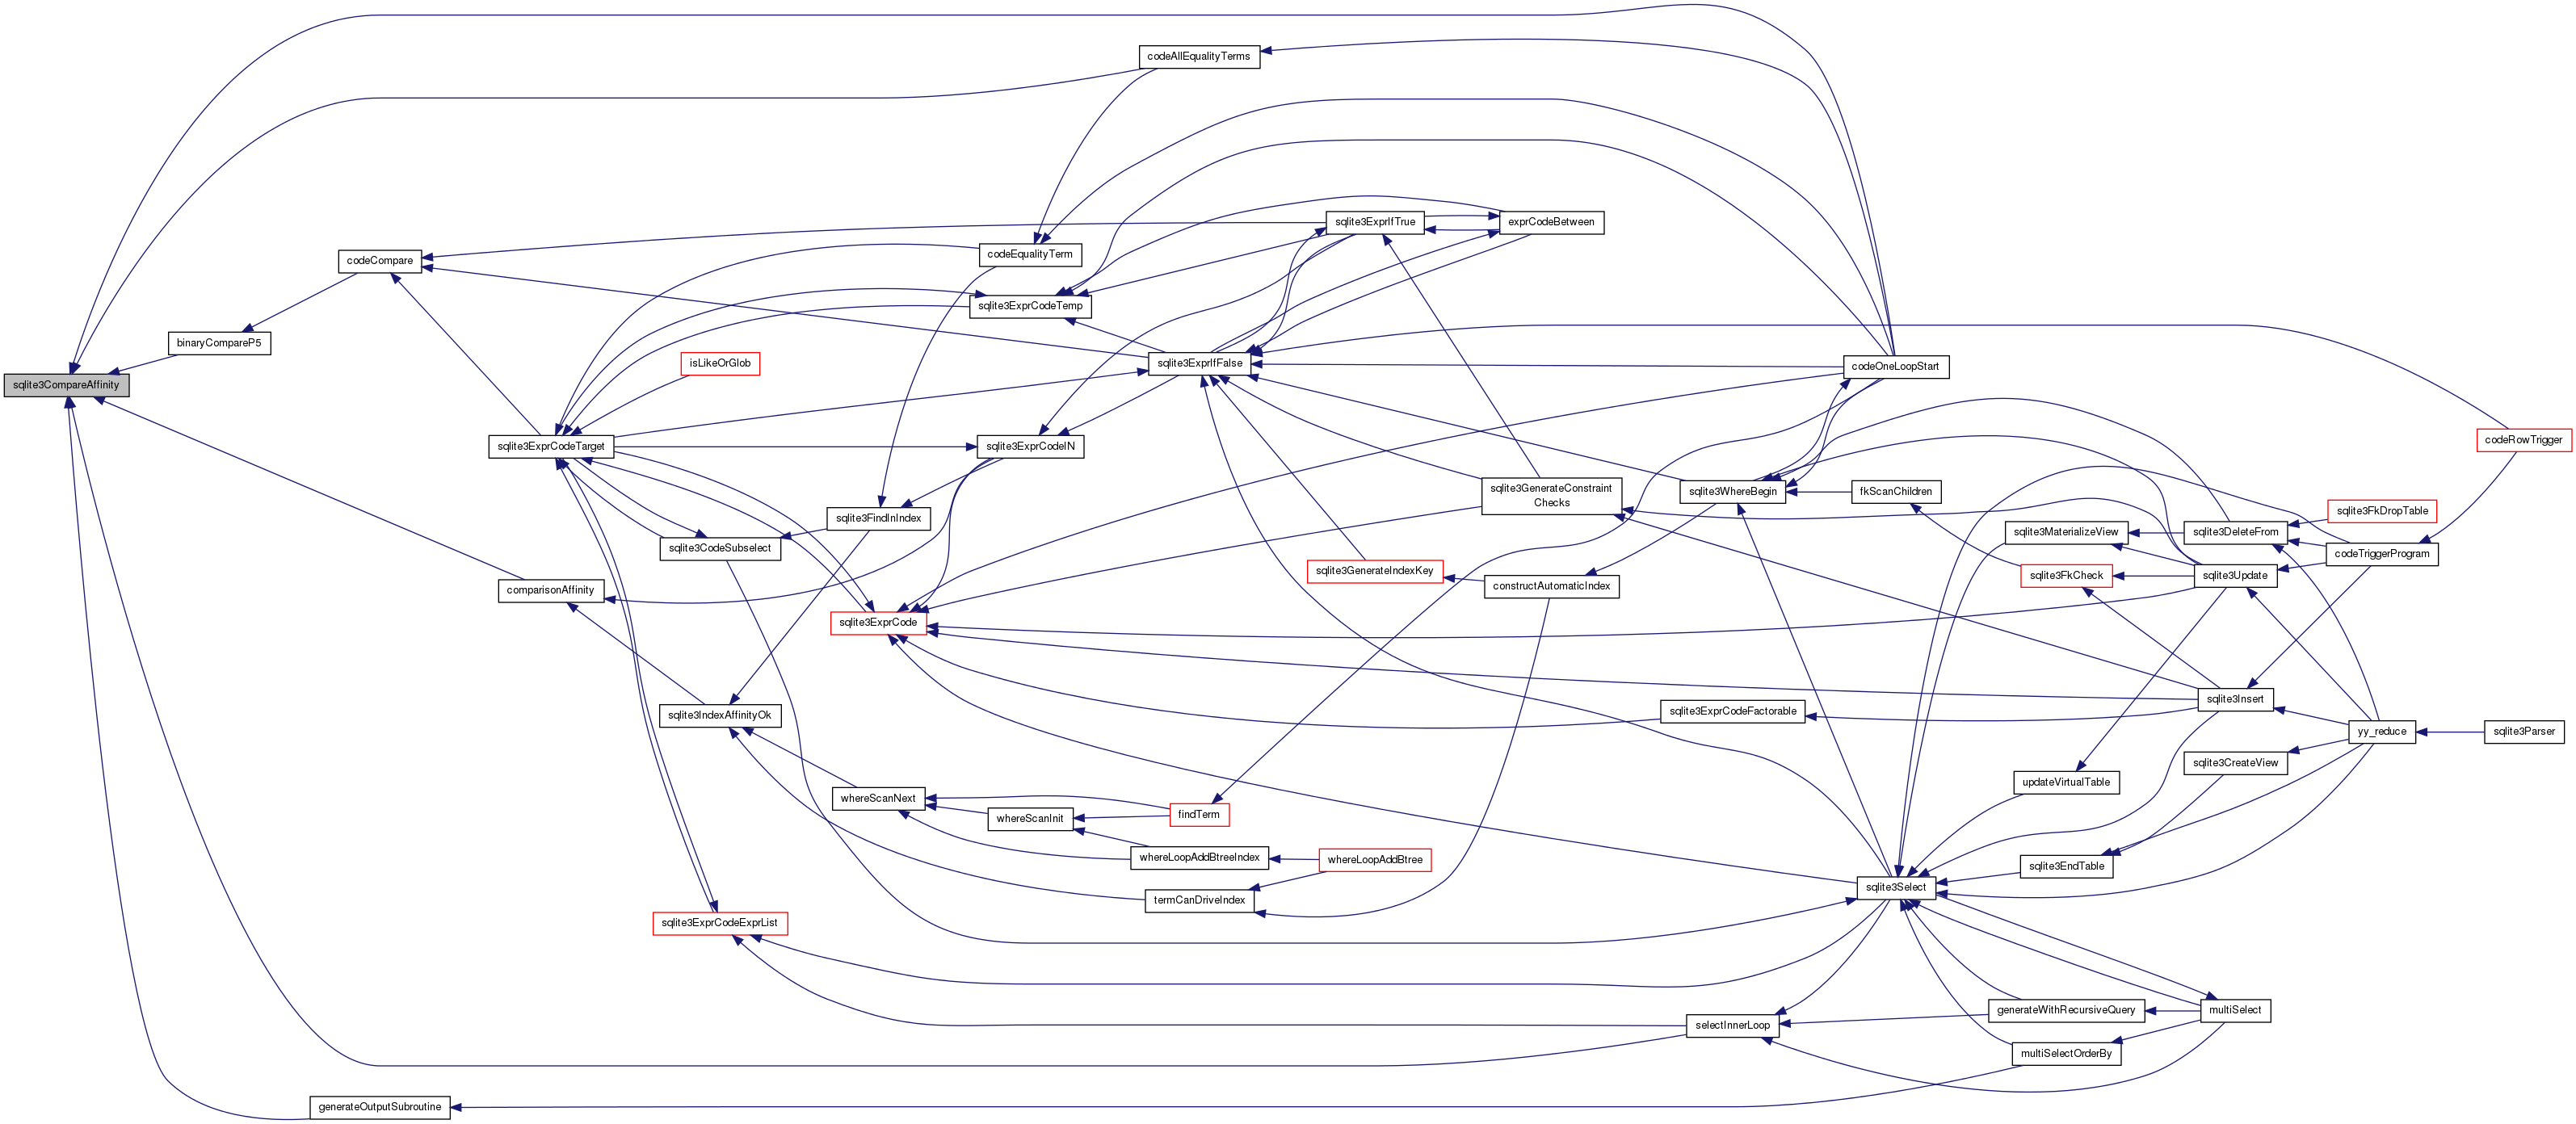 sqlite3CompareAffinity
binaryCompareP5
codeCompare
comparisonAffinity
generateOutputSubroutine
sqlite3ExprCodeTarget
isLikeOrGlob
sqlite3CodeSubselect
sqlite3IndexAffinityOk
sqlite3ExprCodeExprList
sqlite3FindInIndex
sqlite3ExprCode
whereScanNext
codeEqualityTerm
sqlite3ExprCodeTemp
sqlite3ExprCodeIN
whereScanInit
selectInnerLoop
codeAllEqualityTerms
sqlite3ExprIfFalse
findTerm
whereLoopAddBtreeIndex
termCanDriveIndex
sqlite3ExprIfTrue
sqlite3GenerateIndexKey
whereLoopAddBtree
exprCodeBetween
sqlite3GenerateConstraint
Checks
constructAutomaticIndex
sqlite3WhereBegin
sqlite3ExprCodeFactorable
codeOneLoopStart
fkScanChildren
sqlite3Select
sqlite3MaterializeView
sqlite3FkCheck
updateVirtualTable
sqlite3EndTable
generateWithRecursiveQuery
multiSelectOrderBy
sqlite3DeleteFrom
sqlite3Update
sqlite3Insert
sqlite3CreateView
multiSelect
sqlite3FkDropTable
codeTriggerProgram
yy_reduce
codeRowTrigger
sqlite3Parser